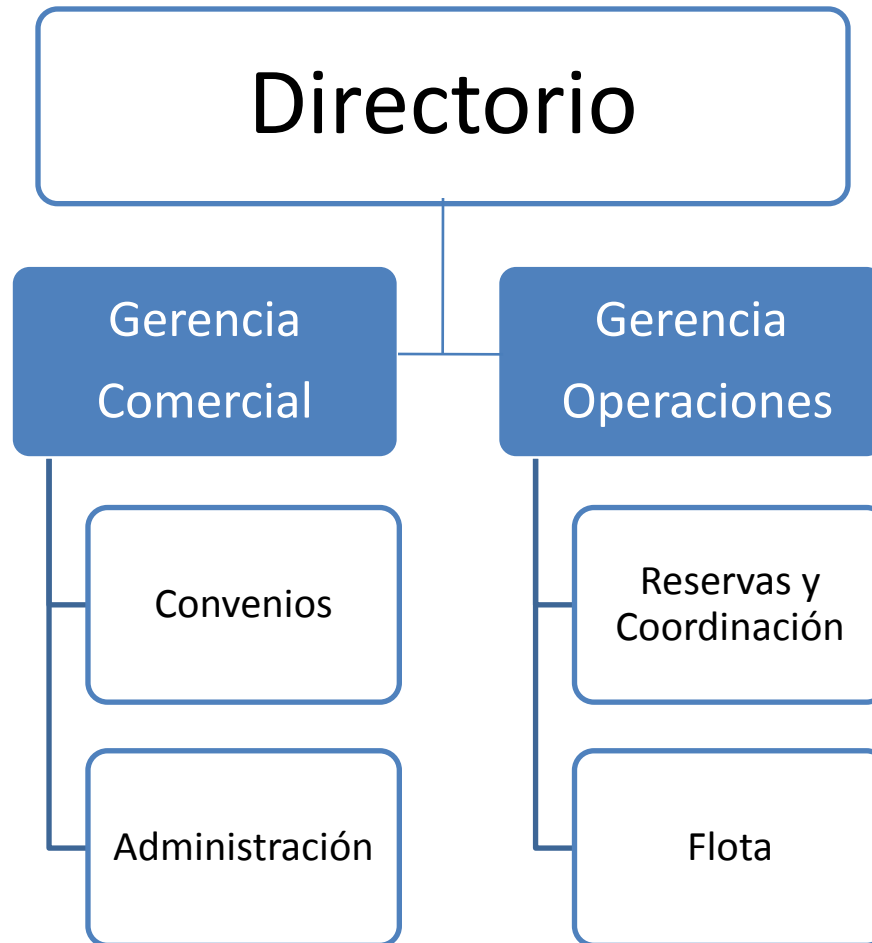 Directorio
Gerencia
Comercial
Gerencia
Operaciones
Convenios
Reservas y
Coordinación
Administración
Flota